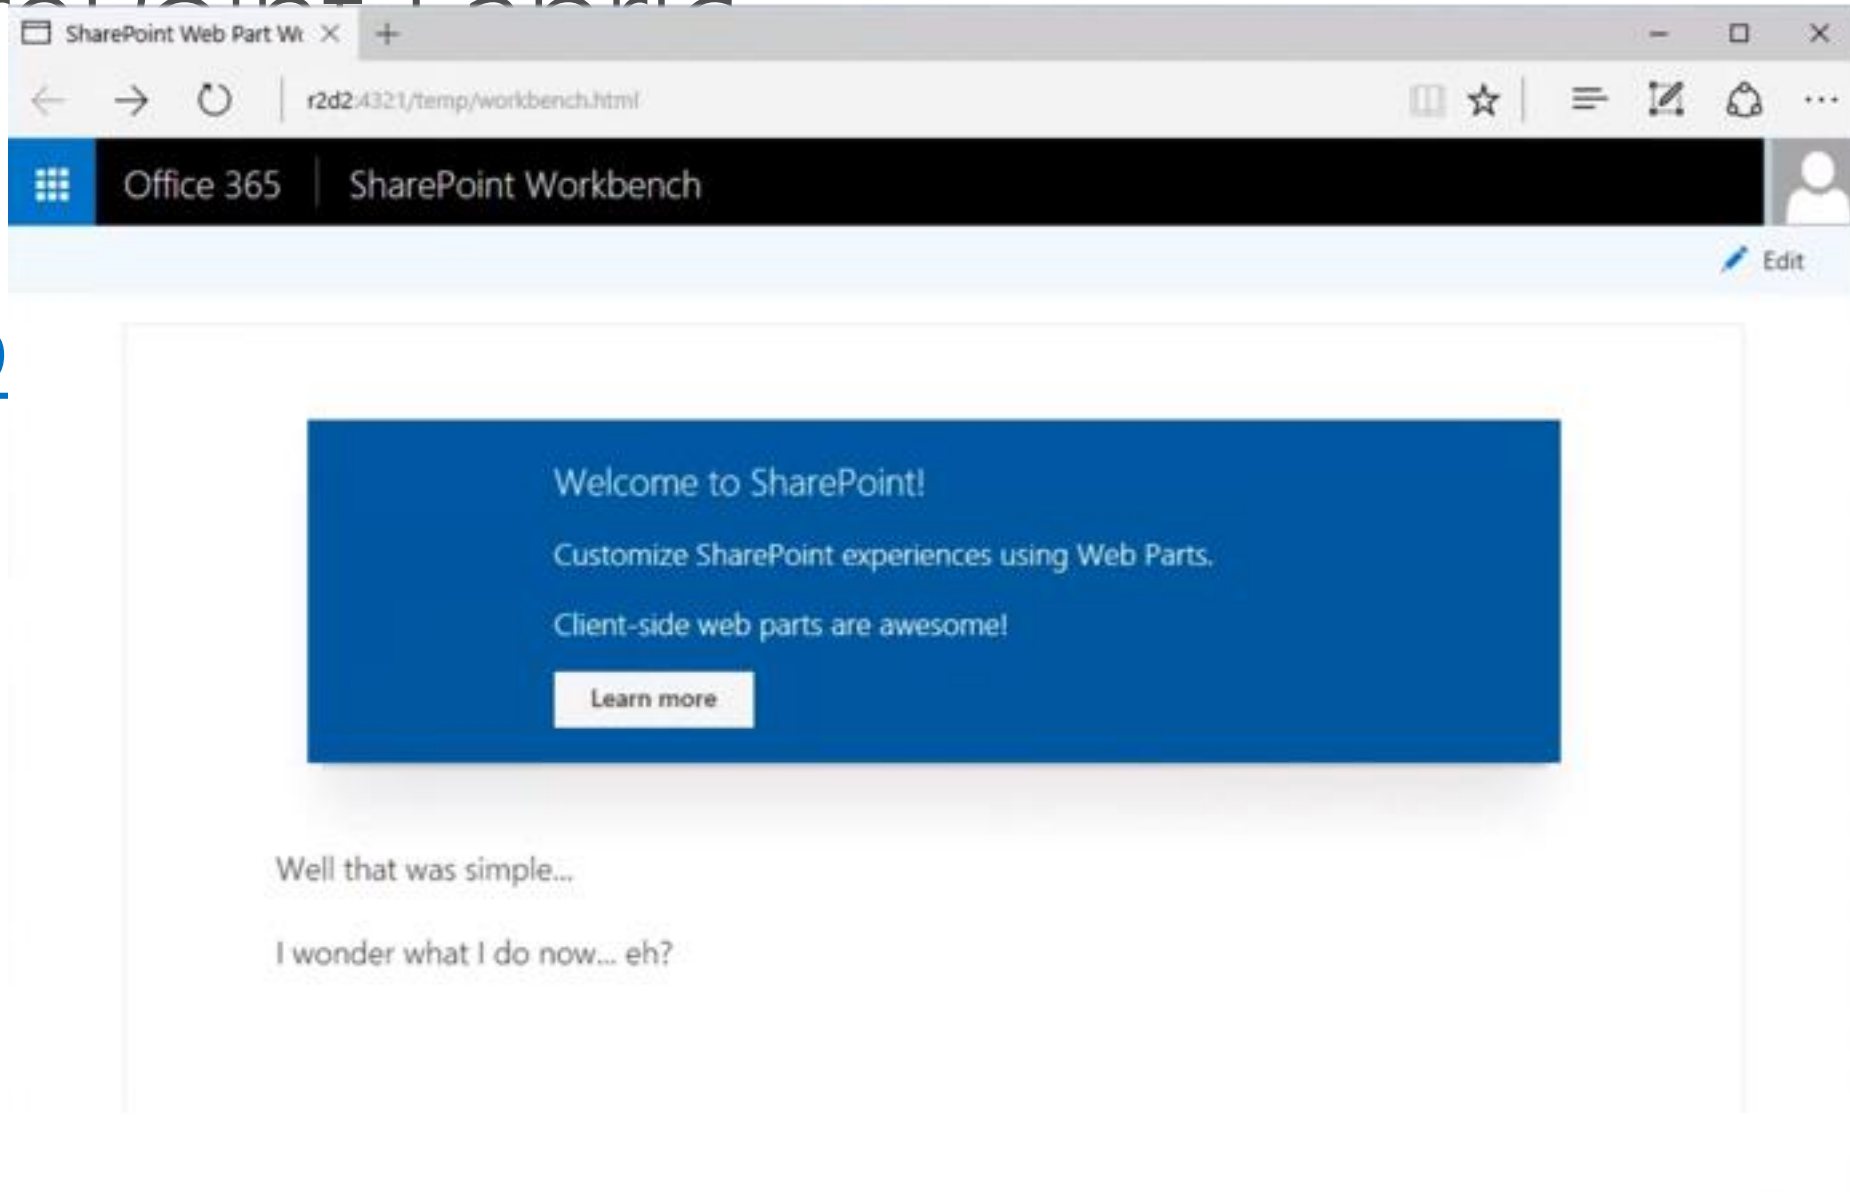 SharePoint Web Part Wo
r2d2:4321/temp/workbench.html
Office 365 SharePoint Workbench
Edit
Welcome to SharePoint!
Customize SharePoint experiences using Web Parts.
Client-side web parts are awesome!
Learn more
Well that was simple...
I wonder what I do now... eh?